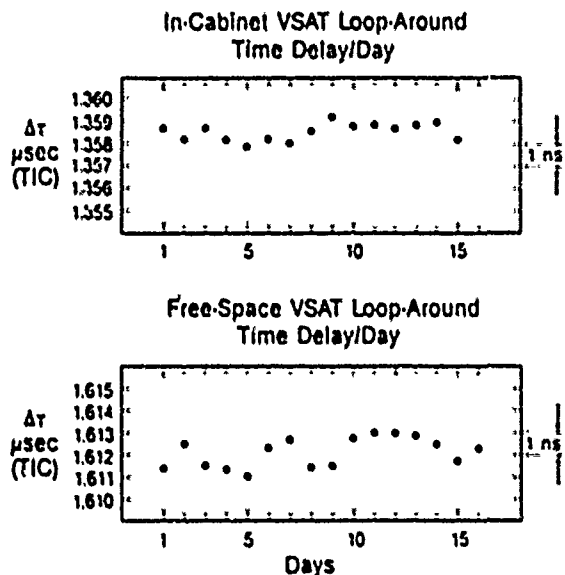 In-Cabinet VSAT Loop-Around
Time Delay/Day
1.360
1.359
1.358
1.357
1.356
1.355
Δτ
μsec
(TIC)
1 ns
1 5 10 15
Free-Space VSAT Loop-Around
Time Delay/Day
1.615
1.614
1.613
1.612
1.611
1.610
Δτ
μsec
(TIC)
1 ns
1 5 10 15
Days